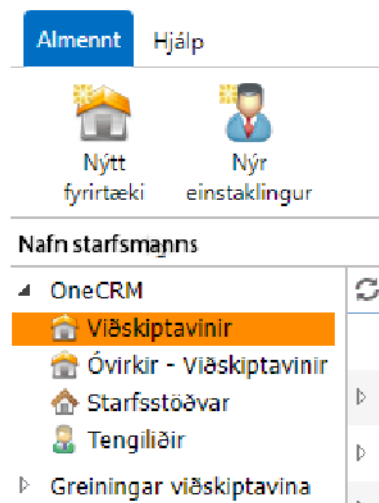 Almennt Hjálp
Nýtt fyrirtæki
Nýr einstaklingur
Nafn starfsmanns
OneCRM
Viðskiptavinir
Óvirkir - Viðskiptavinir
Starfsstöðvar
Tengiliðir
Greiningar viðskiptavina